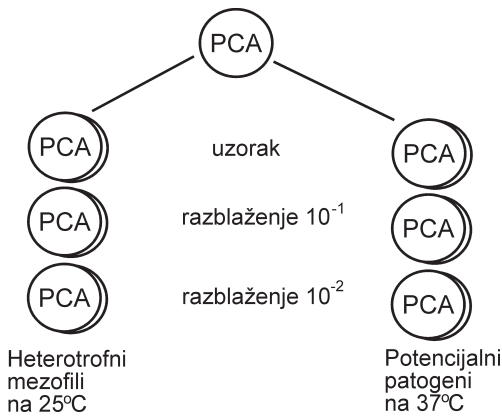 PCA
PCA uzorak PCA
PCA razblaženje 10⁻¹ PCA
PCA razblaženje 10⁻² PCA
Heterotrofni
mezofili
na 25ºC
Potencijalni
patogeni
na 37ºC